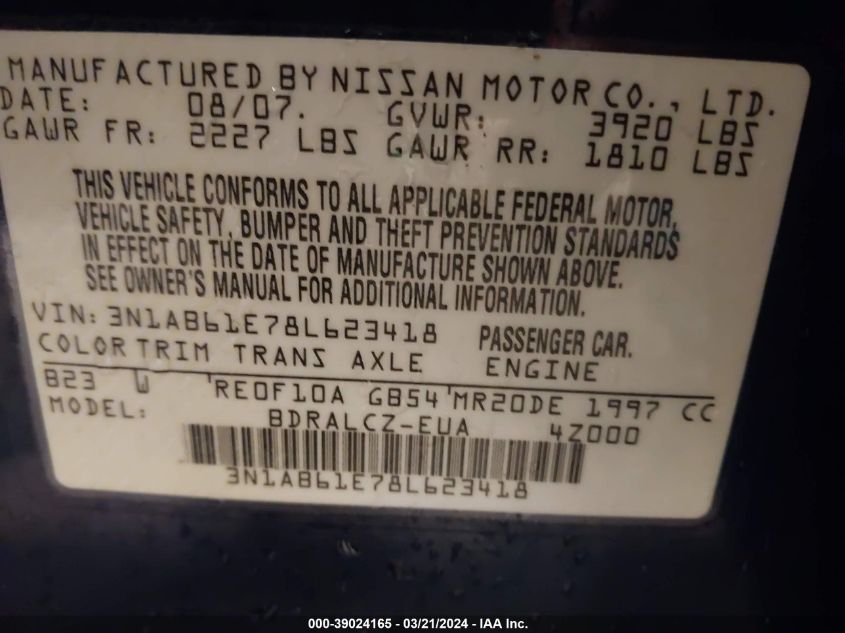 MANUFACTURED BY NISSAN MOTOR CO., LTD.
DATE: 08/07. GVWR: 3920 LBS
GAWR FR: 2227 LBS GAWR RR: 1810 LBS
THIS VEHICLE CONFORMS TO ALL APPLICABLE FEDERAL MOTOR
VEHICLE SAFETY, BUMPER AND THEFT PREVENTION STANDARDS
IN EFFECT ON THE DATE OF MANUFACTURE SHOWN ABOVE.
SEE OWNER'S MANUAL FOR ADDITIONAL INFORMATION.
VIN: 3N1AB61E78L623418 PASSENGER CAR.
COLOR TRIM TRANS AXLE ENGINE
B23 W RE0F10A GB54 MR20DE 1997 CC
MODEL: BDRALCZ-EUA 4Z000
3N1AB61E78L623418
000-39024165 — 03/21/2024 - IAA Inc.